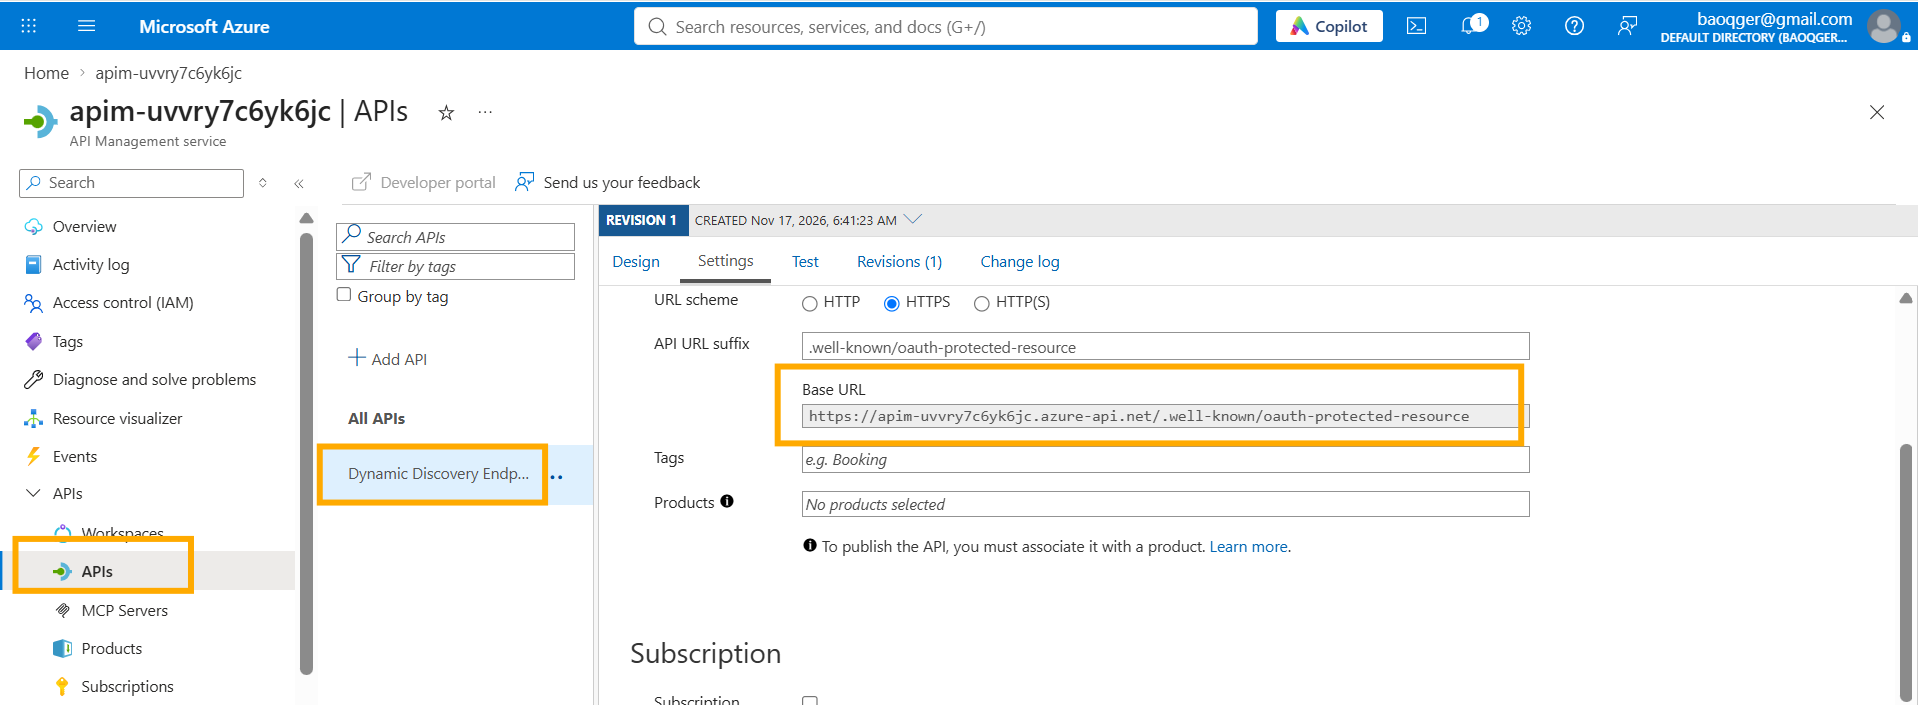 Microsoft Azure
Search resources, services, and docs (G+/)
Copilot
1
baoqger@gmail.com
DEFAULT DIRECTORY (BAOQGER...
Home > apim-uvvry7c6yk6jc
apim-uvvry7c6yk6jc | APIs
API Management service
Search
Developer portal
Send us your feedback
Overview
Activity log
Access control (IAM)
Tags
Diagnose and solve problems
Resource visualizer
Events
APIs
Workspaces
APIs
MCP Servers
Products
Subscriptions
Search APIs
Filter by tags
Group by tag
Add API
All APIs
Dynamic Discovery Endp...
REVISION 1
CREATED Nov 17, 2026, 6:41:23 AM
Design
Settings
Test
Revisions (1)
Change log
URL scheme
HTTP
HTTPS
HTTP(S)
API URL suffix
.well-known/oauth-protected-resource
Base URL
https://apim-uvvry7c6yk6jc.azure-api.net/.well-known/oauth-protected-resource
Tags
e.g. Booking
Products
No products selected
To publish the API, you must associate it with a product. Learn more.
Subscription
Subscription